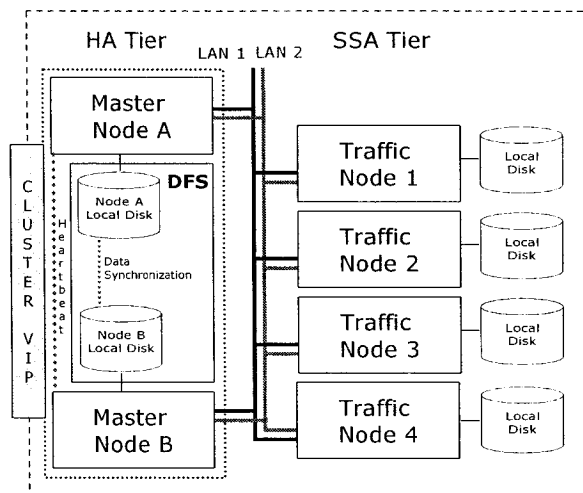 HA Tier
LAN 1
LAN 2
SSA Tier
Master
Node A
CLUSTER VIP
Heartbeat
DFS
Node A
Local Disk
Data
Synchronization
Node B
Local Disk
Master
Node B
Traffic
Node 1
Local
Disk
Traffic
Node 2
Local
Disk
Traffic
Node 3
Local
Disk
Traffic
Node 4
Local
Disk